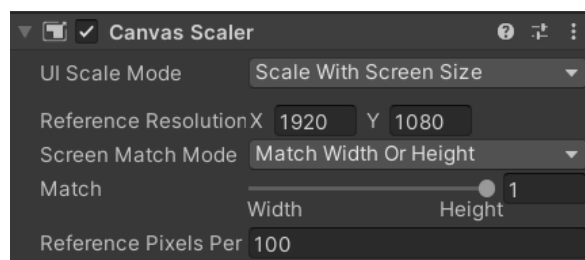 Canvas Scaler
UI Scale Mode Scale With Screen Size
Reference Resolution X 1920 Y 1080
Screen Match Mode Match Width Or Height
Match 1
Width Height
Reference Pixels Per 100